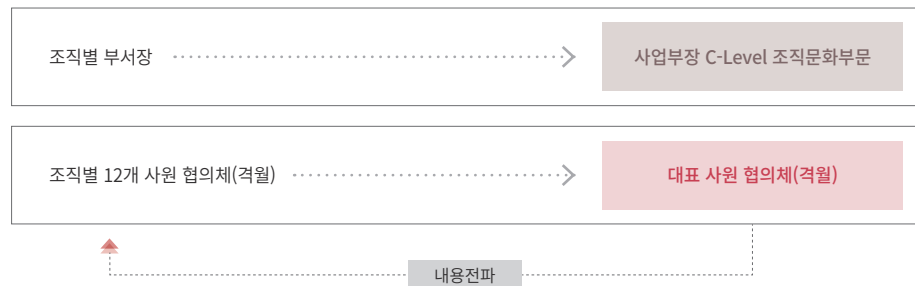 조직별 부서장
사업부장 C-Level 조직문화부문
조직별 12개 사원 협의체(격월)
대표 사원 협의체(격월)
내용전파